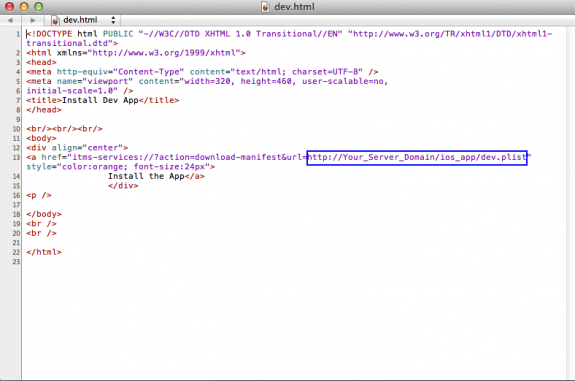 dev.html
dev.html
1 <!DOCTYPE html PUBLIC "-//W3C//DTD XHTML 1.0 Transitional//EN" "http://www.w3.org/TR/xhtml1/DTD/xhtml1-
transitional.dtd">
2 <html xmlns="http://www.w3.org/1999/xhtml">
3 <head>
4 <meta http-equiv="Content-Type" content="text/html; charset=UTF-8" />
5 <meta name="viewport" content="width=320, height=460, user-scalable=no,
6 initial-scale=1.0" />
7 <title>Install Dev App</title>
8 </head>
9
10 <br/><br/><br/>
11 <body>
12 <div align="center">
13 <a href="itms-services://?action=download-manifest&url=http://Your_Server_Domain/ios_app/dev.plist"
style="color:orange; font-size:24px">
14 Install the App</a>
15 </div>
16 <p />
17
18 </body>
19 <br />
20 <br />
21
22 </html>
23